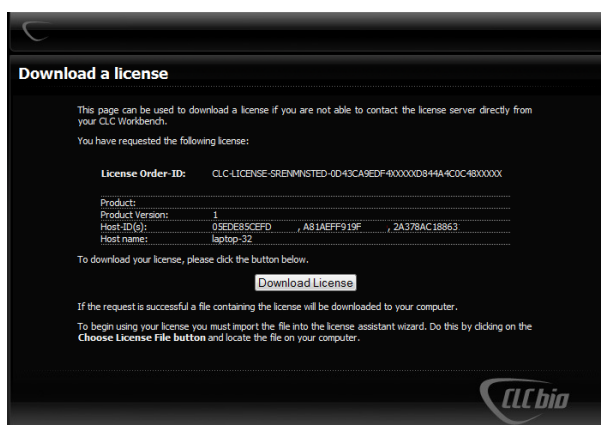 Download a license
This page can be used to download a license if you are not able to contact the license server directly from
your CLC Workbench.
You have requested the following license:
License Order-ID: CLC-LICENSE-SRENMNSTED-0D43CA9EDF4XXXXXD844A4C0C48XXXXX
Product:
Product Version: 1
Host-ID(s): 05EDE85CEFD , A81AEFF919F , 2A378AC18863
Host name: laptop-32
To download your license, please click the button below.
Download License
If the request is successful a file containing the license will be downloaded to your computer.
To begin using your license you must import the file into the license assistant wizard. Do this by clicking on the
Choose License File button and locate the file on your computer.
CLC bio